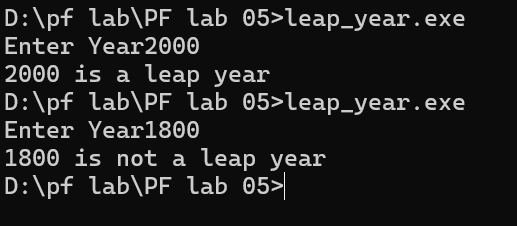 D:\pf lab\PF lab 05>leap_year.exe
Enter Year2000
2000 is a leap year
D:\pf lab\PF lab 05>leap_year.exe
Enter Year1800
1800 is not a leap year
D:\pf lab\PF lab 05>